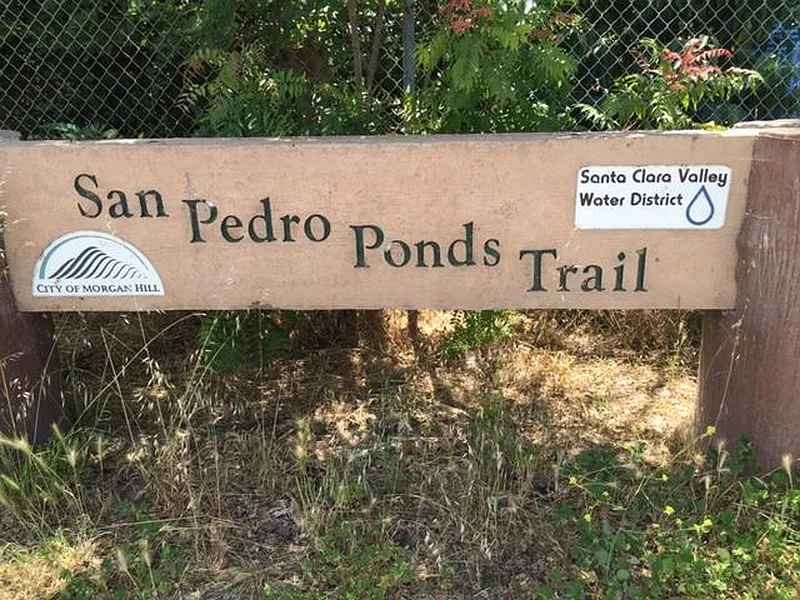 San Pedro Ponds Trail
Santa Clara Valley
Water District
CITY OF MORGAN HILL